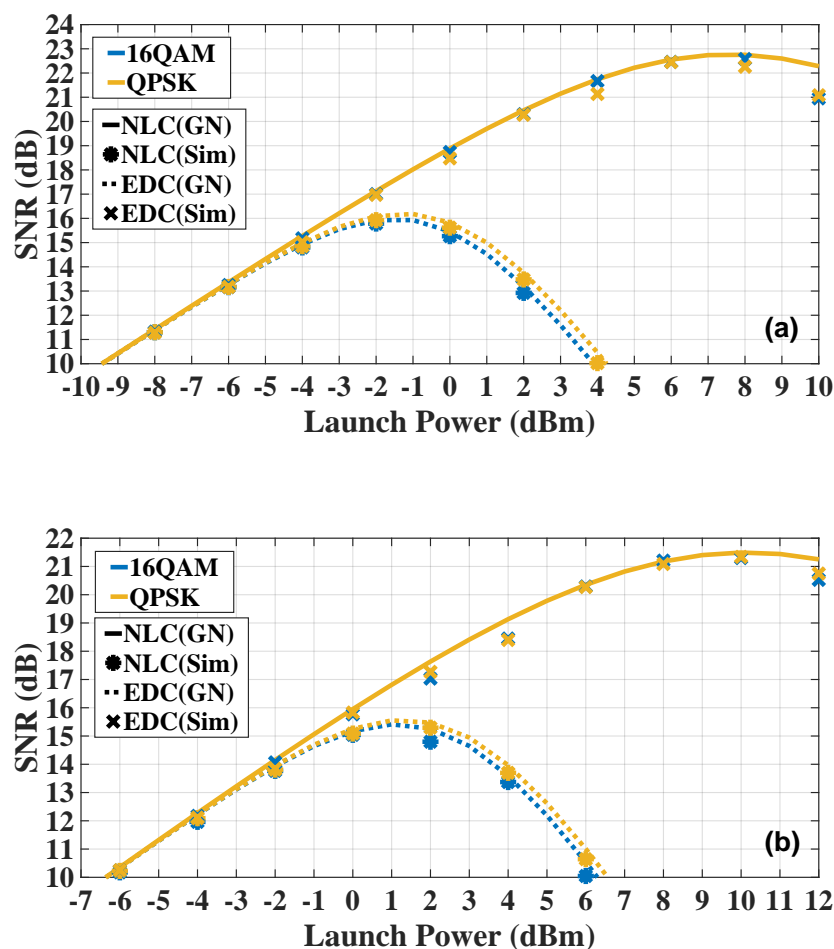 24
23
22
21
20
19
18
17
16
15
14
13
12
11
10
SNR (dB)
16QAM
QPSK
NLC(GN)
NLC(Sim)
EDC(GN)
EDC(Sim)
(a)
-10 -9 -8 -7 -6 -5 -4 -3 -2 -1 0 1 2 3 4 5 6 7 8 9 10
Launch Power (dBm)
22
21
20
19
18
17
16
15
14
13
12
11
10
SNR (dB)
16QAM
QPSK
NLC(GN)
NLC(Sim)
EDC(GN)
EDC(Sim)
(b)
-7 -6 -5 -4 -3 -2 -1 0 1 2 3 4 5 6 7 8 9 10 11 12
Launch Power (dBm)